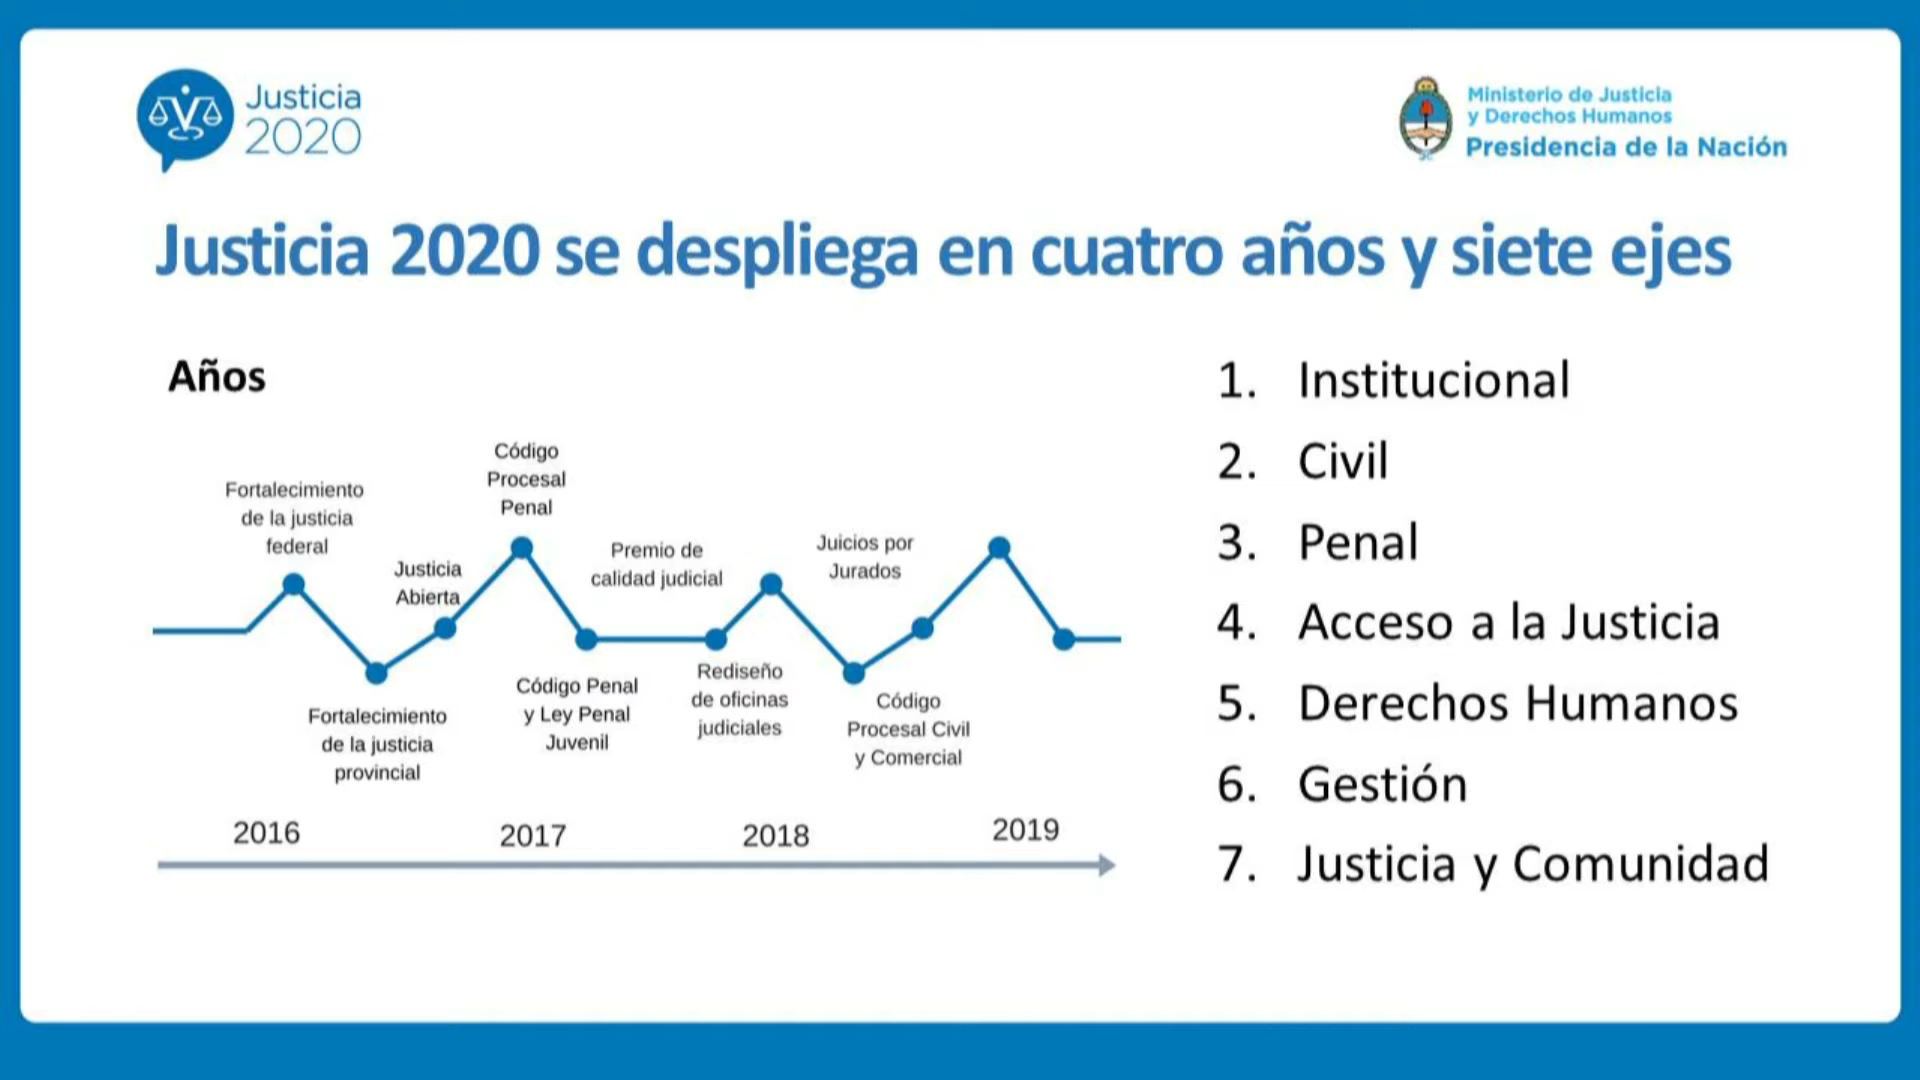 Justicia
2020
Ministerio de Justicia
y Derechos Humanos
Presidencia de la Nación
Justicia 2020 se despliega en cuatro años y siete ejes
Años
Fortalecimiento
de la justicia
federal
Fortalecimiento
de la justicia
provincial
Justicia
Abierta
Código
Procesal
Penal
Código Penal
y Ley Penal
Juvenil
Premio de
calidad judicial
Rediseño
de oficinas
judiciales
Juicios por
Jurados
Código
Procesal Civil
y Comercial
2016
2017
2018
2019
1. Institucional
2. Civil
3. Penal
4. Acceso a la Justicia
5. Derechos Humanos
6. Gestión
7. Justicia y Comunidad